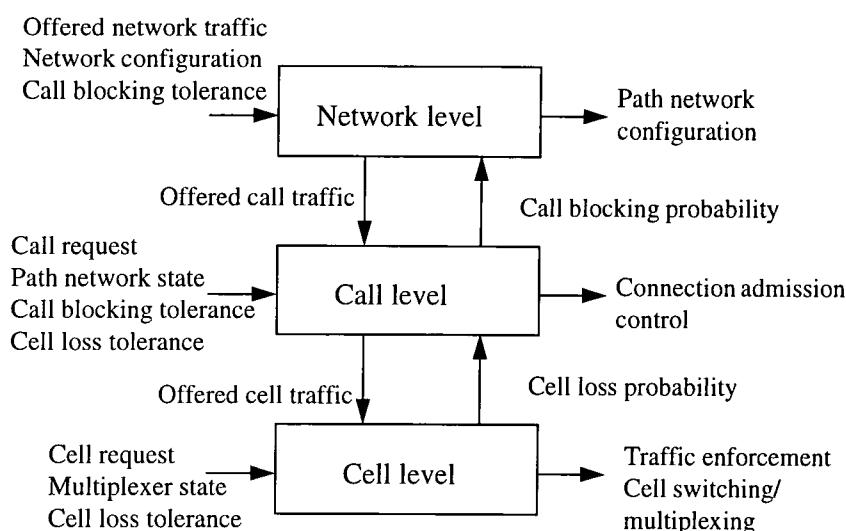 Offered network traffic
Network configuration
Call blocking tolerance
Network level
Path network
configuration
Offered call traffic
Call blocking probability
Call request
Path network state
Call blocking tolerance
Cell loss tolerance
Call level
Connection admission
control
Offered cell traffic
Cell loss probability
Cell request
Multiplexer state
Cell loss tolerance
Cell level
Traffic enforcement
Cell switching/
multiplexing